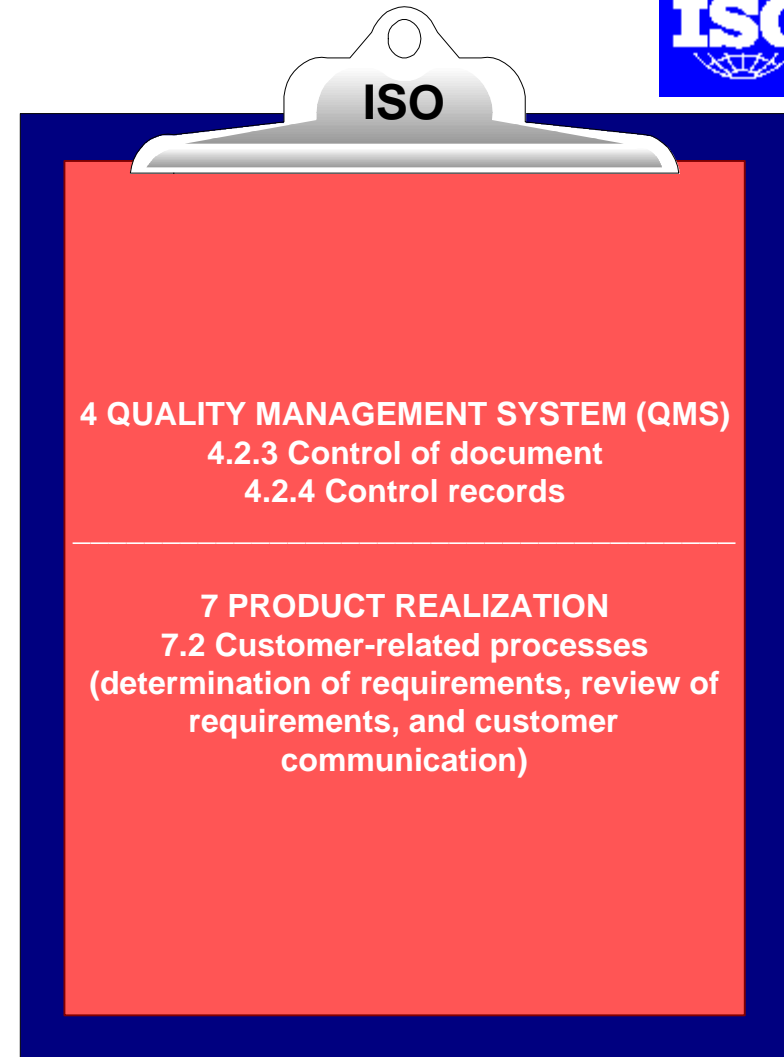 ISO
ISO
4 QUALITY MANAGEMENT SYSTEM (QMS)
4.2.3 Control of document
4.2.4 Control records
7 PRODUCT REALIZATION
7.2 Customer-related processes
(determination of requirements, review of
requirements, and customer
communication)